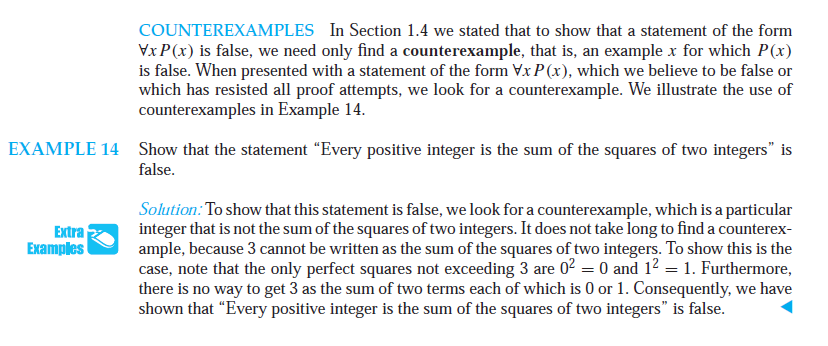 COUNTEREXAMPLES In Section 1.4 we stated that to show that a statement of the form
∀x P(x) is false, we need only find a counterexample, that is, an example x for which P(x)
is false. When presented with a statement of the form ∀x P(x), which we believe to be false or
which has resisted all proof attempts, we look for a counterexample. We illustrate the use of
counterexamples in Example 14.
EXAMPLE 14 Show that the statement “Every positive integer is the sum of the squares of two integers” is
false.
Solution: To show that this statement is false, we look for a counterexample, which is a particular
Extra integer that is not the sum of the squares of two integers. It does not take long to find a counterex-
Examples ample, because 3 cannot be written as the sum of the squares of two integers. To show this is the
case, note that the only perfect squares not exceeding 3 are 0² = 0 and 1² = 1. Furthermore,
there is no way to get 3 as the sum of two terms each of which is 0 or 1. Consequently, we have
shown that “Every positive integer is the sum of the squares of two integers” is false.